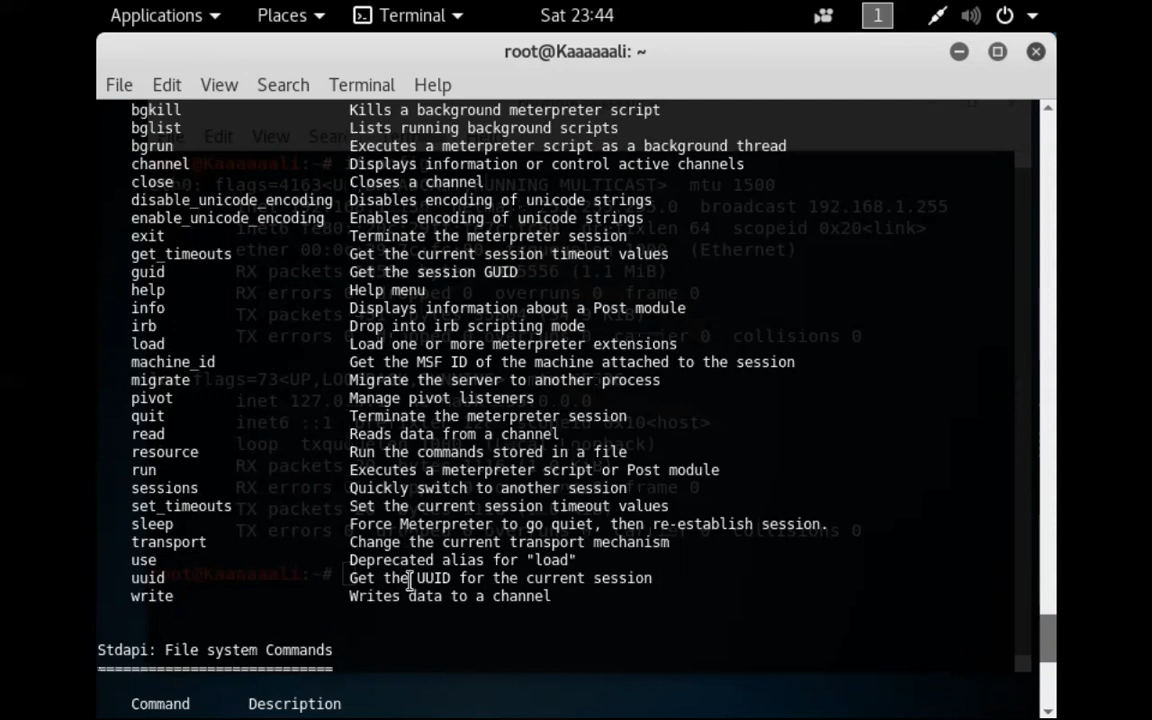 Applications Places Terminal Sat 23:44 1
root@Kaaaaaali: ~
File Edit View Search Terminal Help
bgkill Kills a background meterpreter script
bglist Lists running background scripts
bgrun Executes a meterpreter script as a background thread
channel Displays information or control active channels
close Closes a channel
disable_unicode_encoding Disables encoding of unicode strings
enable_unicode_encoding Enables encoding of unicode strings
exit Terminate the meterpreter session
get_timeouts Get the current session timeout values
guid Get the session GUID
help Help menu
info Displays information about a Post module
irb Drop into irb scripting mode
load Load one or more meterpreter extensions
machine_id Get the MSF ID of the machine attached to the session
migrate Migrate the server to another process
pivot Manage pivot listeners
quit Terminate the meterpreter session
read Reads data from a channel
resource Run the commands stored in a file
run Executes a meterpreter script or Post module
sessions Quickly switch to another session
set_timeouts Set the current session timeout values
sleep Force Meterpreter to go quiet, then re-establish session.
transport Change the current transport mechanism
use Deprecated alias for "load"
uuid Get the UUID for the current session
write Writes data to a channel
Stdapi: File system Commands
============================
Command Description